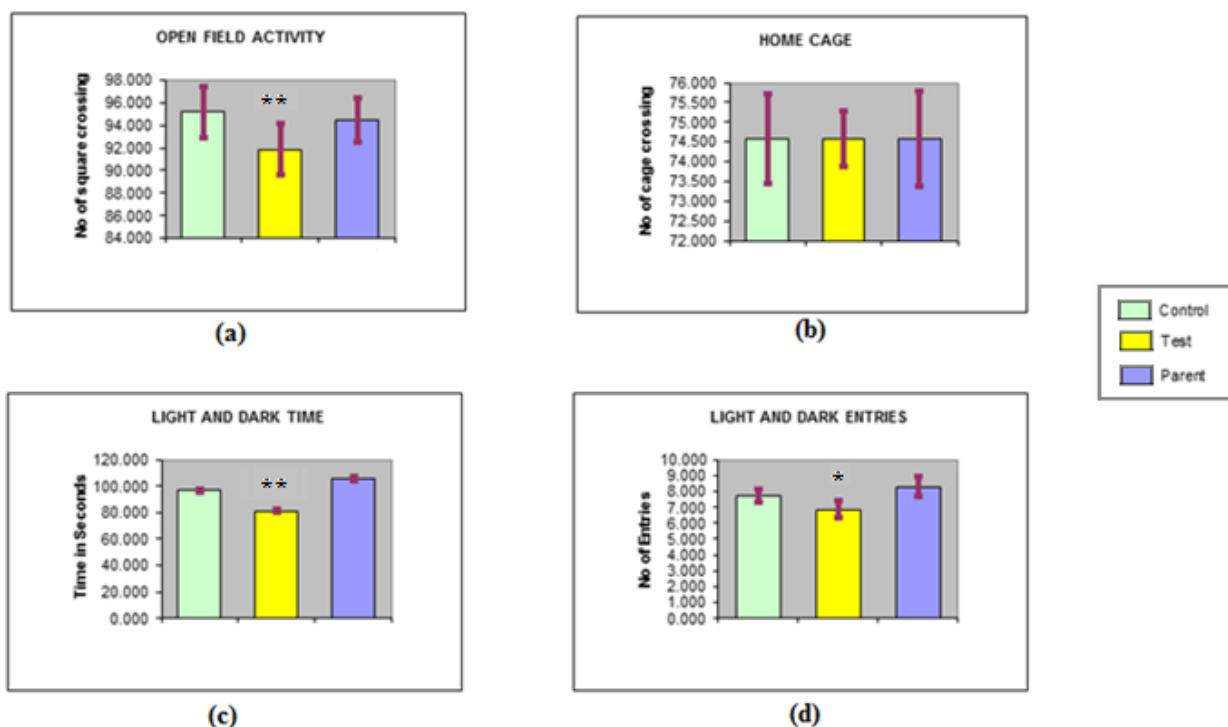 OPEN FIELD ACTIVITY
No of square crossing
98.000
96.000
94.000
92.000
90.000
88.000
86.000
84.000
**
(a)
HOME CAGE
No of cage crossing
76.000
75.500
75.000
74.500
74.000
73.500
73.000
72.500
72.000
(b)
Control
Test
Parent
LIGHT AND DARK TIME
Time in Seconds
120.000
100.000
80.000
60.000
40.000
20.000
0.000
**
(c)
LIGHT AND DARK ENTRIES
No of Entries
10.000
9.000
8.000
7.000
6.000
5.000
4.000
3.000
2.000
1.000
0.000
*
(d)